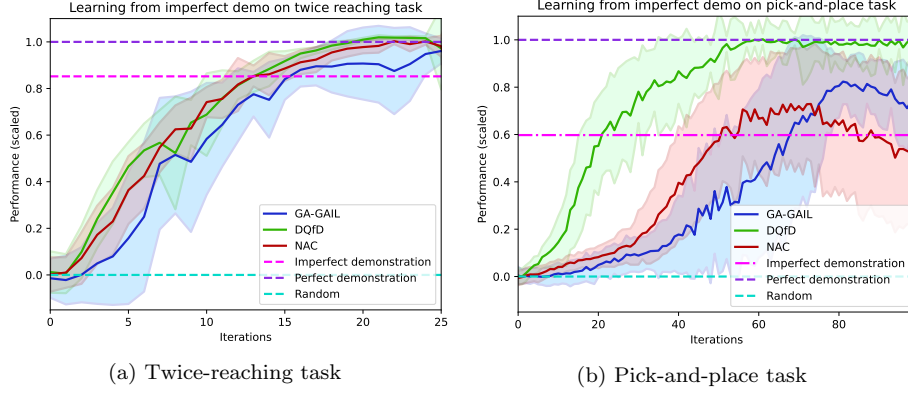 Learning from imperfect demo on twice reaching task
Performance (scaled)
1.0
0.8
0.6
0.4
0.2
0.0
GA-GAIL
DQfD
NAC
Imperfect demonstration
Perfect demonstration
Random
0 5 10 15 20 25
Iterations
(a) Twice-reaching task
Learning from imperfect demo on pick-and-place task
Performance (scaled)
1.0
0.8
0.6
0.4
0.2
0.0
GA-GAIL
DQfD
NAC
Imperfect demonstration
Perfect demonstration
Random
0 20 40 60 80
Iterations
(b) Pick-and-place task